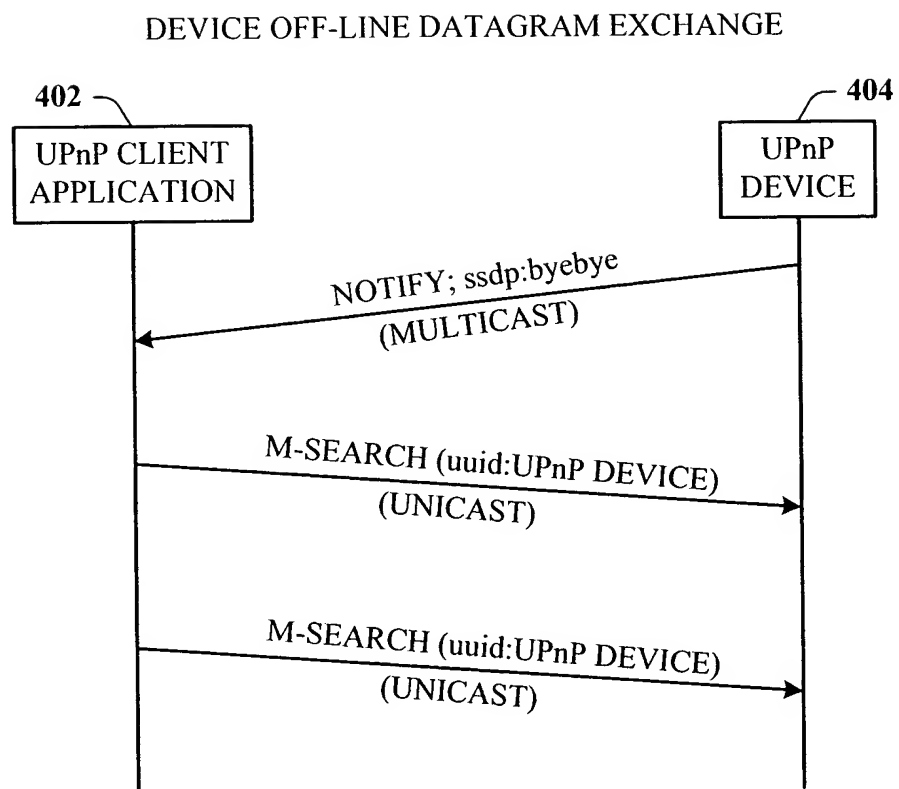 DEVICE OFF-LINE DATAGRAM EXCHANGE
402
404
UPnP CLIENT
APPLICATION
UPnP
DEVICE
NOTIFY; ssdp:byebye
(MULTICAST)
M-SEARCH (uuid:UPnP DEVICE)
(UNICAST)
M-SEARCH (uuid:UPnP DEVICE)
(UNICAST)